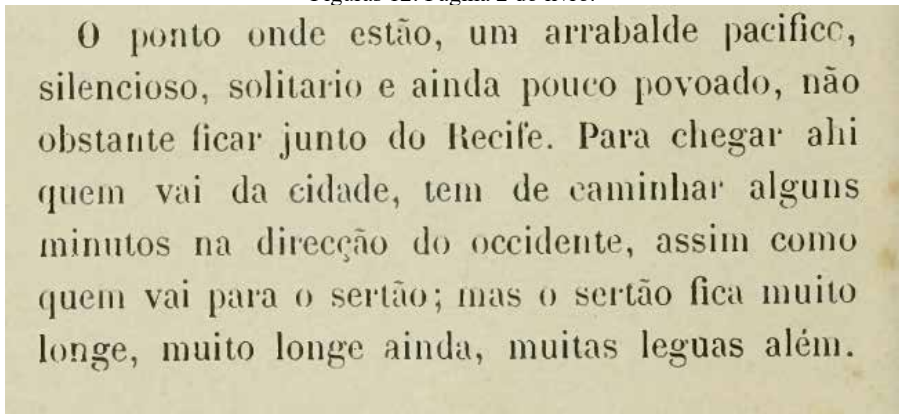 O ponto onde estão, um arrabalde pacifico,
silencioso, solitario e ainda pouco povoado, não
obstante ficar junto do Recife. Para chegar ahi
quem vai da cidade, tem de caminhar alguns
minutos na direcção do occidente, assim como
quem vai para o sertão; mas o sertão fica muito
longe, muito longe ainda, muitas leguas além.